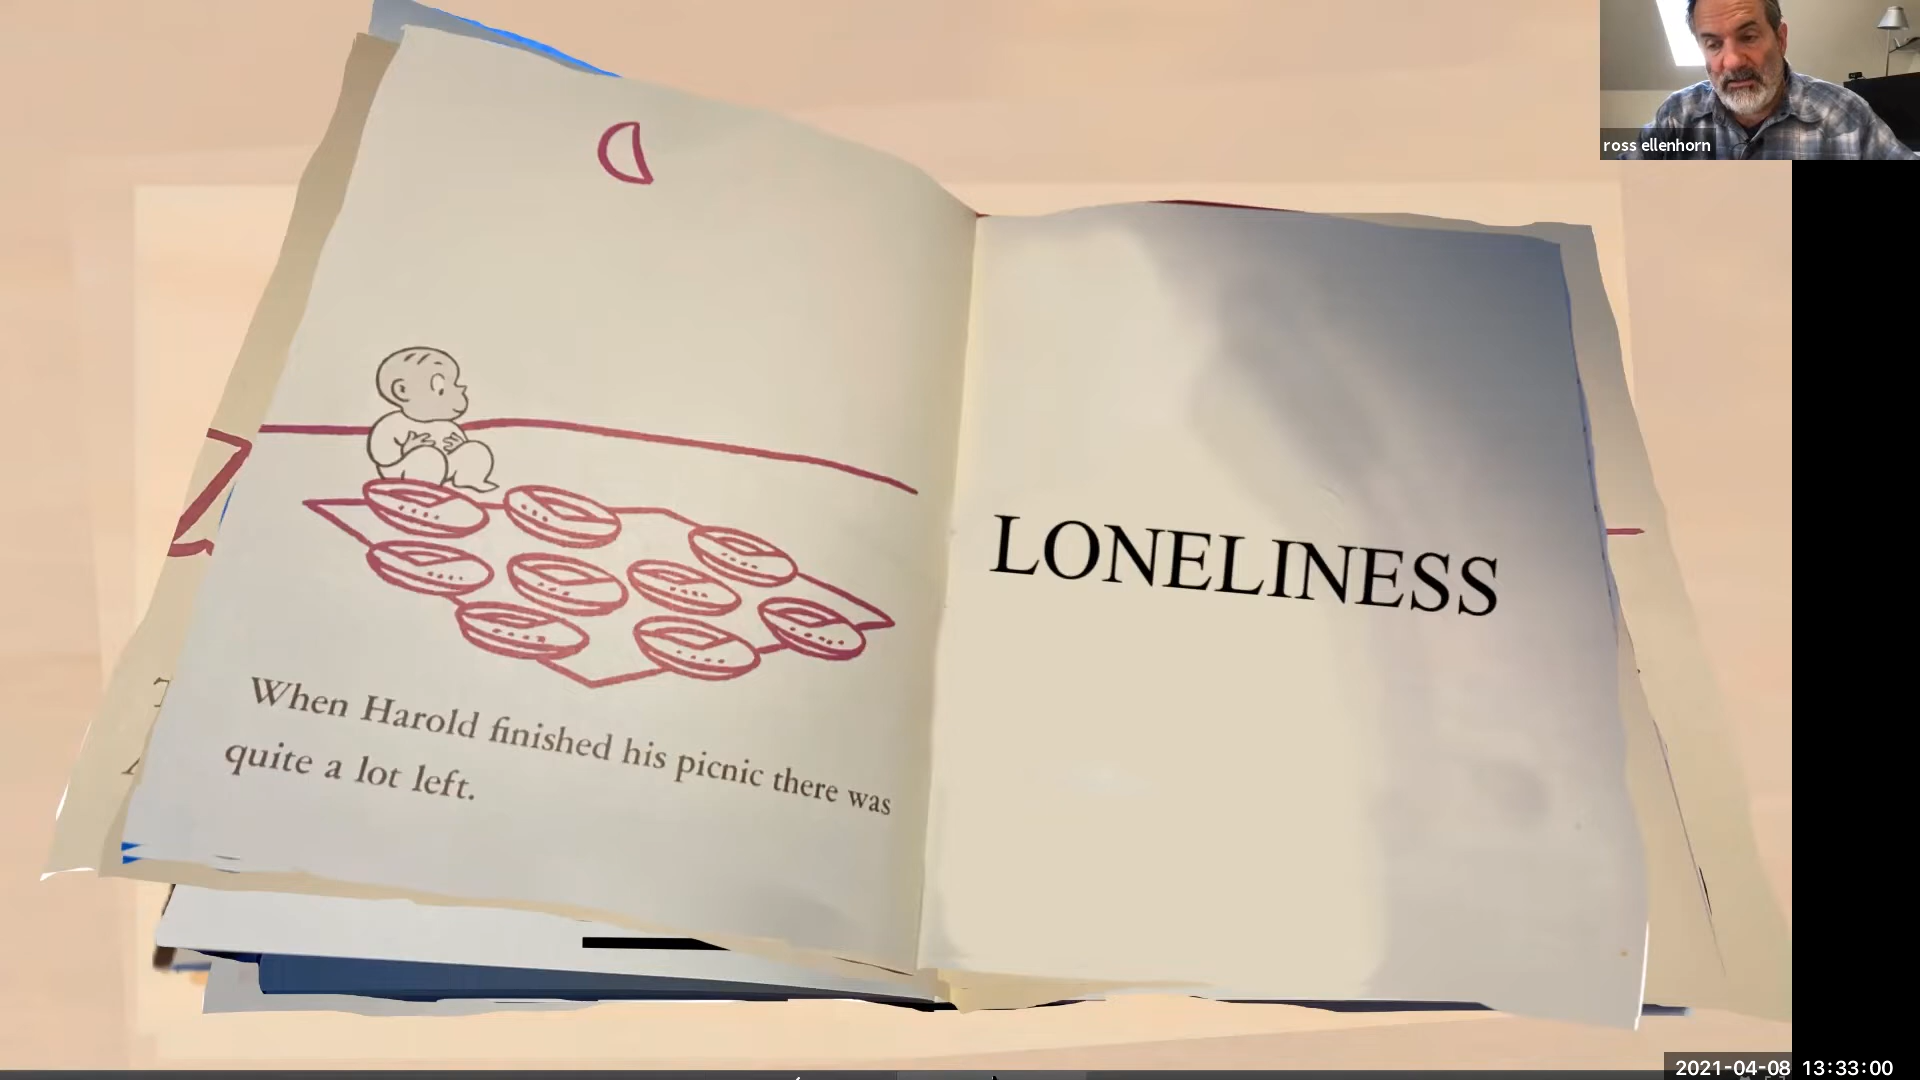 ross ellenhorn
LONELINESS
When Harold finished his picnic there was
quite a lot left.
2021-04-08 13:33:00